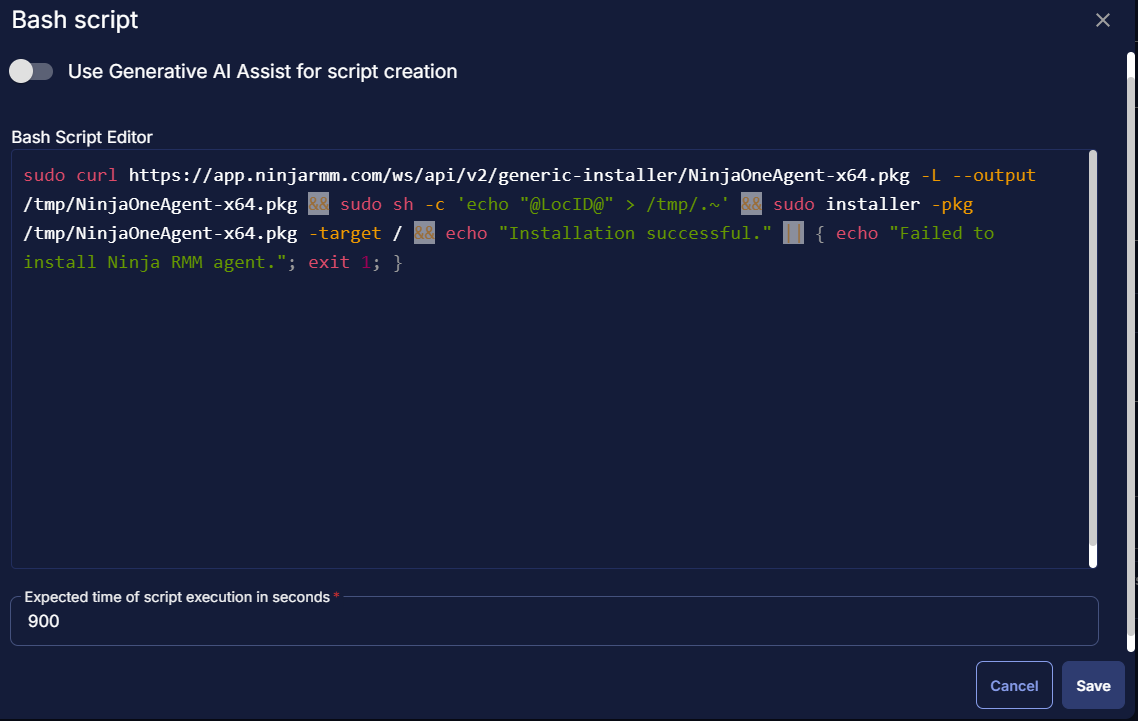 Bash script
Use Generative AI Assist for script creation
Bash Script Editor
sudo curl https://app.ninjarmm.com/ws/api/v2/generic-installer/NinjaOneAgent-x64.pkg -L --output
/tmp/NinjaOneAgent-x64.pkg && sudo sh -c 'echo "@LocID@" > /tmp/.~' && sudo installer -pkg
/tmp/NinjaOneAgent-x64.pkg -target / && echo "Installation successful." || { echo "Failed to
install Ninja RMM agent."; exit 1; }
Expected time of script execution in seconds *
900
Cancel
Save